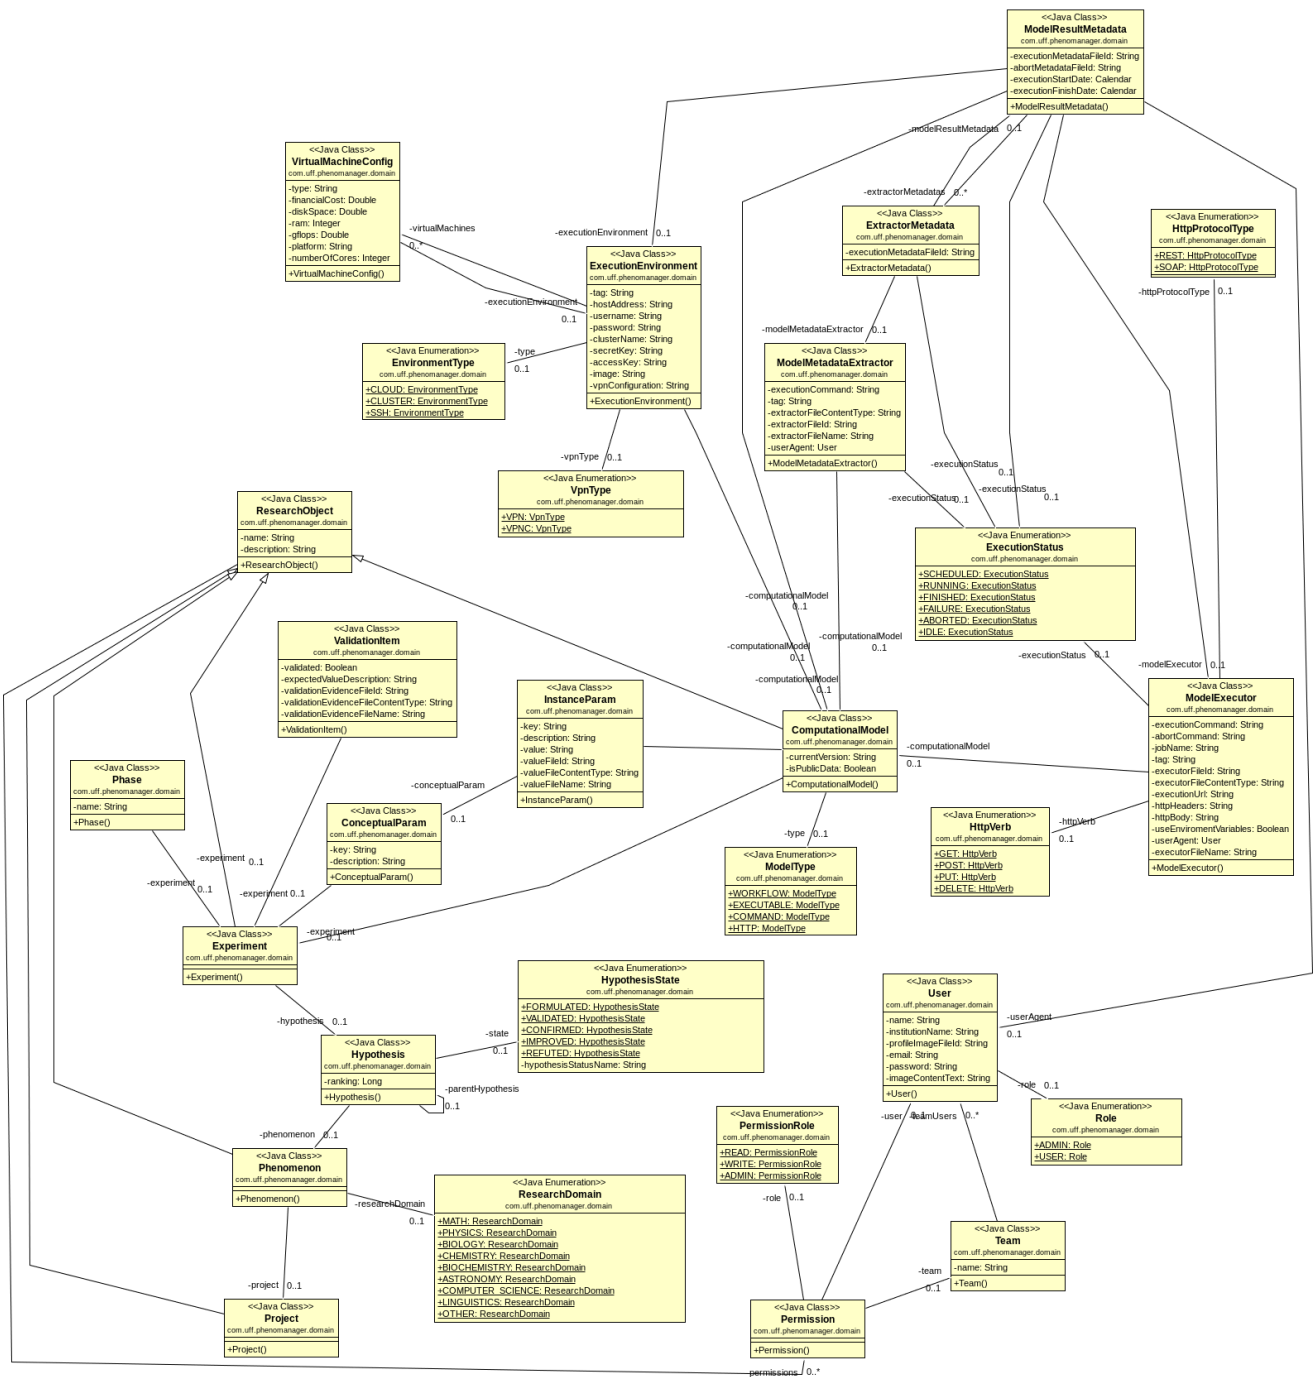 <<Java Class>>
ModelResultMetadata
com.uff.phenomanager.domain
-executionMetadataFileId: String
-abortMetadataFileId: String
-executionStartDate: Calendar
-executionFinishDate: Calendar
+ModelResultMetadata()
-modelResultMetadata 0..1
<<Java Class>>
VirtualMachineConfig
com.uff.phenomanager.domain
-type: String
-financialCost: Double
-diskSpace: Double
-ram: Integer
-gflops: Double
-platform: String
-numberOfCores: Integer
+VirtualMachineConfig()
-virtualMachines
0..*
-executionEnvironment
0..1
-executionEnvironment 0..1
<<Java Class>>
ExecutionEnvironment
com.uff.phenomanager.domain
-tag: String
-hostAddress: String
-username: String
-password: String
-clusterName: String
-secretKey: String
-accessKey: String
-image: String
-vpnConfiguration: String
+ExecutionEnvironment()
-extractorMetadatas 0..*
<<Java Class>>
ExtractorMetadata
com.uff.phenomanager.domain
-executionMetadataFileId: String
+ExtractorMetadata()
<<Java Enumeration>>
HttpProtocolType
com.uff.phenomanager.domain
+REST: HttpProtocolType
+SOAP: HttpProtocolType
-httpProtocolType 0..1
-modelMetadataExtractor 0..1
<<Java Class>>
ModelMetadataExtractor
com.uff.phenomanager.domain
-executionCommand: String
-tag: String
-extractorFileContentType: String
-extractorFileId: String
-extractorFileName: String
-userAgent: User
+ModelMetadataExtractor()
<<Java Enumeration>>
EnvironmentType
com.uff.phenomanager.domain
+CLOUD: EnvironmentType
+CLUSTER: EnvironmentType
+SSH: EnvironmentType
-type
0..1
-vpnType 0..1
<<Java Enumeration>>
VpnType
com.uff.phenomanager.domain
+VPN: VpnType
+VPNC: VpnType
-executionStatus
0..1
-executionStatus
0..1
-executionStatus
0..1
<<Java Enumeration>>
ExecutionStatus
com.uff.phenomanager.domain
+SCHEDULED: ExecutionStatus
+RUNNING: ExecutionStatus
+FINISHED: ExecutionStatus
+FAILURE: ExecutionStatus
+ABORTED: ExecutionStatus
+IDLE: ExecutionStatus
-executionStatus 0..1
-modelExecutor 0..1
<<Java Class>>
ResearchObject
com.uff.phenomanager.domain
-name: String
-description: String
+ResearchObject()
<<Java Class>>
ValidationItem
com.uff.phenomanager.domain
-validated: Boolean
-expectedValueDescription: String
-validationEvidenceFileId: String
-validationEvidenceFileContentType: String
-validationEvidenceFileName: String
+ValidationItem()
<<Java Class>>
InstanceParam
com.uff.phenomanager.domain
-key: String
-description: String
-value: String
-valueFileId: String
-valueFileContentType: String
-valueFileName: String
+InstanceParam()
-computationalModel
0..1
-computationalModel
0..1
-computationalModel
0..1
-computationalModel
0..1
<<Java Class>>
ComputationalModel
com.uff.phenomanager.domain
-currentVersion: String
-isPublicData: Boolean
+ComputationalModel()
-computationalModel
0..1
<<Java Class>>
ModelExecutor
com.uff.phenomanager.domain
-executionCommand: String
-abortCommand: String
-jobName: String
-tag: String
-executorFileId: String
-executorFileContentType: String
-executionUrl: String
-httpHeaders: String
-httpBody: String
-useEnviromentVariables: Boolean
-userAgent: User
-executorFileName: String
+ModelExecutor()
<<Java Class>>
Phase
com.uff.phenomanager.domain
-name: String
+Phase()
-conceptualParam
0..1
<<Java Class>>
ConceptualParam
com.uff.phenomanager.domain
-key: String
-description: String
+ConceptualParam()
-type 0..1
<<Java Enumeration>>
ModelType
com.uff.phenomanager.domain
+WORKFLOW: ModelType
+EXECUTABLE: ModelType
+COMMAND: ModelType
+HTTP: ModelType
<<Java Enumeration>>
HttpVerb
com.uff.phenomanager.domain
+GET: HttpVerb
+POST: HttpVerb
+PUT: HttpVerb
+DELETE: HttpVerb
-httpVerb
0..1
-experiment 0..1
-experiment 0..1
-experiment 0..1
-experiment
0..1
<<Java Class>>
Experiment
com.uff.phenomanager.domain
+Experiment()
-hypothesis 0..1
<<Java Class>>
Hypothesis
com.uff.phenomanager.domain
-ranking: Long
+Hypothesis()
-parentHypothesis
0..1
-state
0..1
<<Java Enumeration>>
HypothesisState
com.uff.phenomanager.domain
+FORMULATED: HypothesisState
+VALIDATED: HypothesisState
+CONFIRMED: HypothesisState
+IMPROVED: HypothesisState
+REFUTED: HypothesisState
-hypothesisStatusName: String
<<Java Class>>
User
com.uff.phenomanager.domain
-name: String
-institutionName: String
-profileImageFileId: String
-email: String
-password: String
-imageContentText: String
+User()
-userAgent
0..1
-role 0..1
<<Java Enumeration>>
Role
com.uff.phenomanager.domain
+ADMIN: Role
+USER: Role
-user 0..1
-teamUsers 0..*
<<Java Enumeration>>
PermissionRole
com.uff.phenomanager.domain
+READ: PermissionRole
+WRITE: PermissionRole
+ADMIN: PermissionRole
-role 0..1
-phenomenon 0..1
<<Java Class>>
Phenomenon
com.uff.phenomanager.domain
+Phenomenon()
-researchDomain
0..1
<<Java Enumeration>>
ResearchDomain
com.uff.phenomanager.domain
+MATH: ResearchDomain
+PHYSICS: ResearchDomain
+BIOLOGY: ResearchDomain
+CHEMISTRY: ResearchDomain
+BIOCHEMISTRY: ResearchDomain
+ASTRONOMY: ResearchDomain
+COMPUTER_SCIENCE: ResearchDomain
+LINGUISTICS: ResearchDomain
+OTHER: ResearchDomain
<<Java Class>>
Team
com.uff.phenomanager.domain
-name: String
+Team()
-team
0..1
-project 0..1
<<Java Class>>
Project
com.uff.phenomanager.domain
+Project()
<<Java Class>>
Permission
com.uff.phenomanager.domain
+Permission()
-permissions 0..*